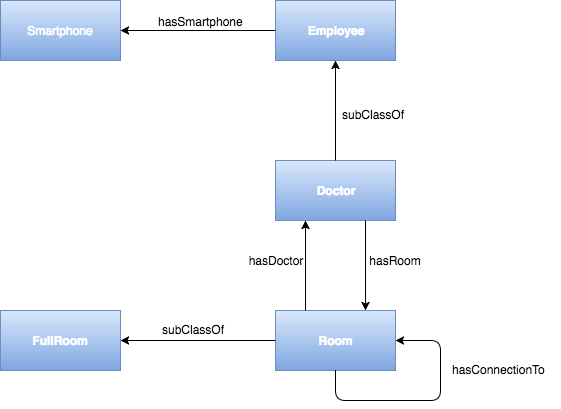 Smartphone
hasSmartphone
Employee
subClassOf
Doctor
hasDoctor
hasRoom
FullRoom
subClassOf
Room
hasConnectionTo